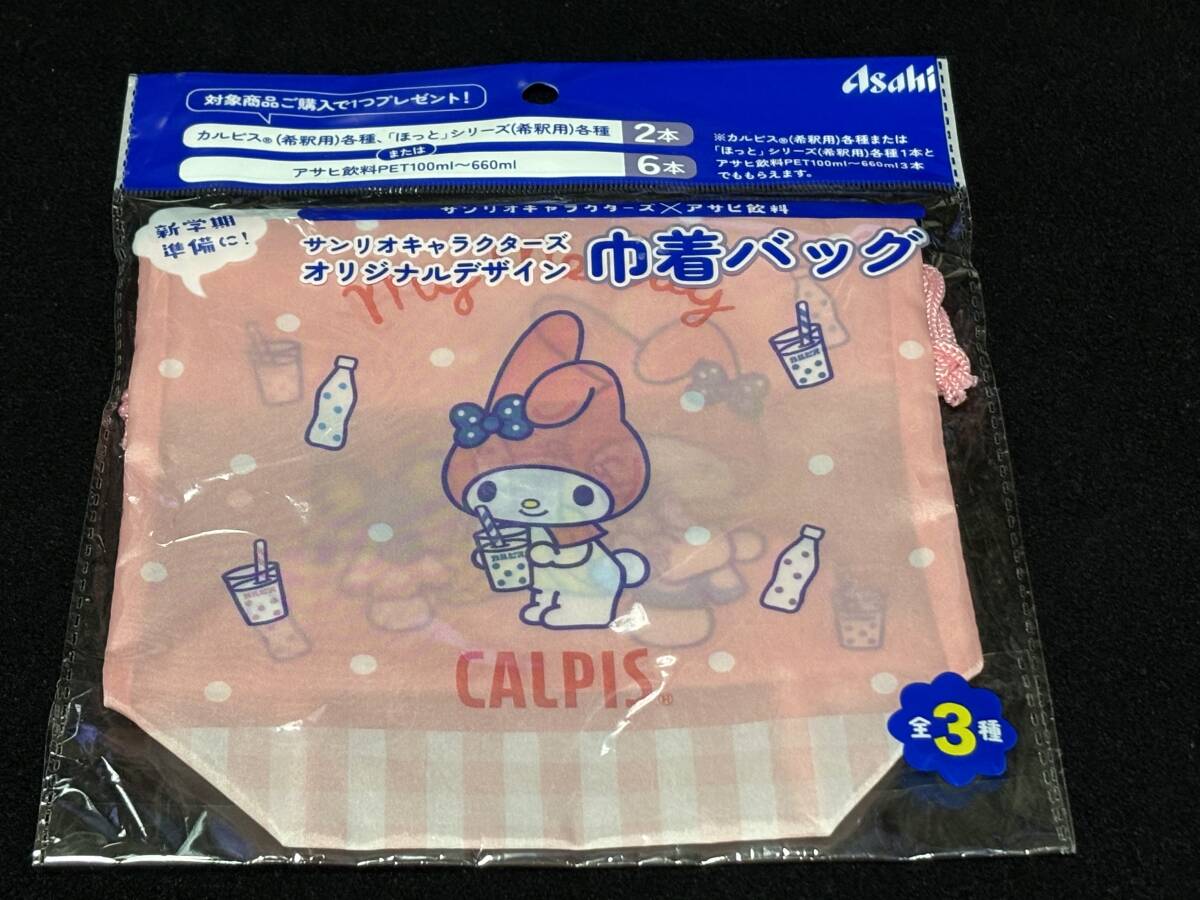 Asahi
対象商品ご購入で1つプレゼント!
カルピス®(希釈用)各種、「ほっと」シリーズ(希釈用)各種 2本
または
アサヒ飲料PET100ml～660ml 6本
※カルピス®(希釈用)各種または
「ほっと」シリーズ(希釈用)各種1本と
アサヒ飲料PET100ml～660ml3本
でももらえます。
サンリオキャラクターズ×アサヒ飲料
新学期
準備に!
サンリオキャラクターズ
オリジナルデザイン
巾着バッグ
My Melody
CALPIS®
全3種